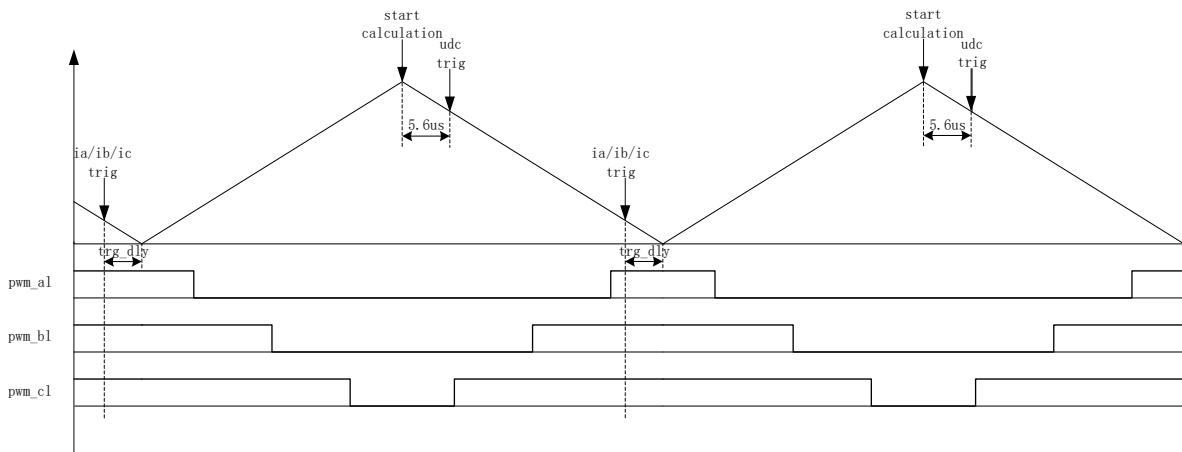 start
calculation
udc
trig
5.6us
ia/ib/ic
trig
trg_dly
ia/ib/ic
trig
trg_dly
start
calculation
udc
trig
5.6us
pwm_al
pwm_bl
pwm_cl